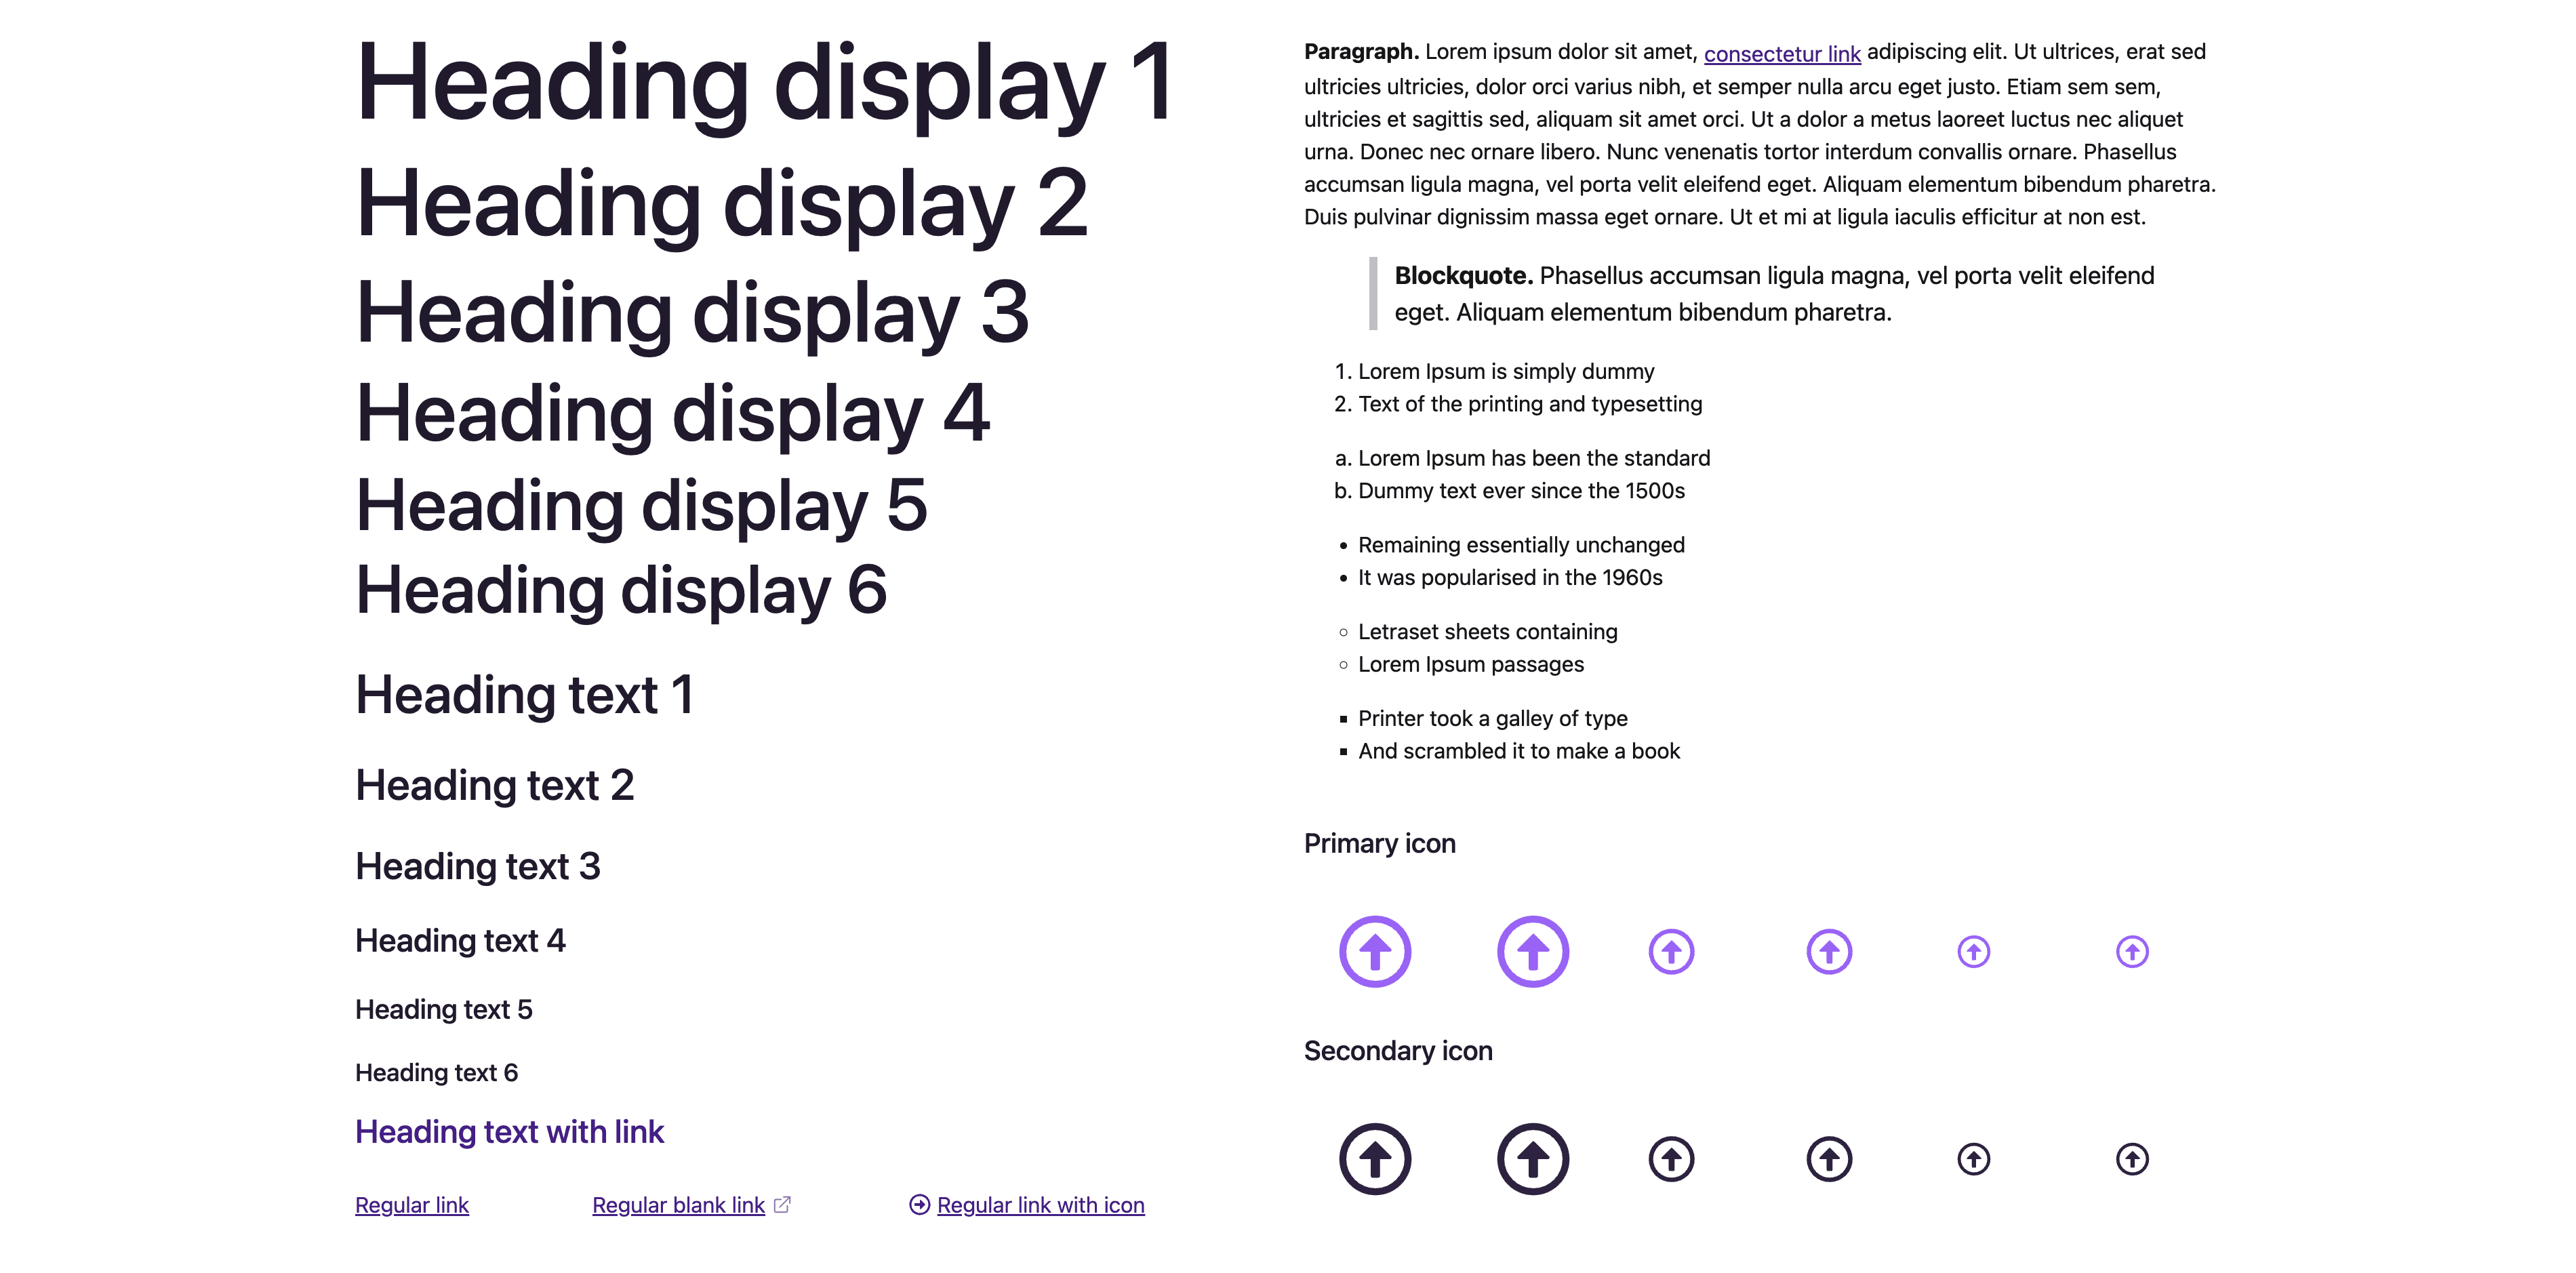 Heading display 1
Heading display 2
Heading display 3
Heading display 4
Heading display 5
Heading display 6
Heading text 1
Heading text 2
Heading text 3
Heading text 4
Heading text 5
Heading text 6
Heading text with link
Regular link
Regular blank link
Regular link with icon
Paragraph. Lorem ipsum dolor sit amet, consectetur link adipiscing elit. Ut ultrices, erat sed
ultricies ultricies, dolor orci varius nibh, et semper nulla arcu eget justo. Etiam sem sem,
ultricies et sagittis sed, aliquam sit amet orci. Ut a dolor a metus laoreet luctus nec aliquet
urna. Donec nec ornare libero. Nunc venenatis tortor interdum convallis ornare. Phasellus
accumsan ligula magna, vel porta velit eleifend eget. Aliquam elementum bibendum pharetra.
Duis pulvinar dignissim massa eget ornare. Ut et mi at ligula iaculis efficitur at non est.
Blockquote. Phasellus accumsan ligula magna, vel porta velit eleifend
eget. Aliquam elementum bibendum pharetra.
1. Lorem Ipsum is simply dummy
2. Text of the printing and typesetting
a. Lorem Ipsum has been the standard
b. Dummy text ever since the 1500s
• Remaining essentially unchanged
• It was popularised in the 1960s
◦ Letraset sheets containing
◦ Lorem Ipsum passages
▪ Printer took a galley of type
▪ And scrambled it to make a book
Primary icon
Secondary icon